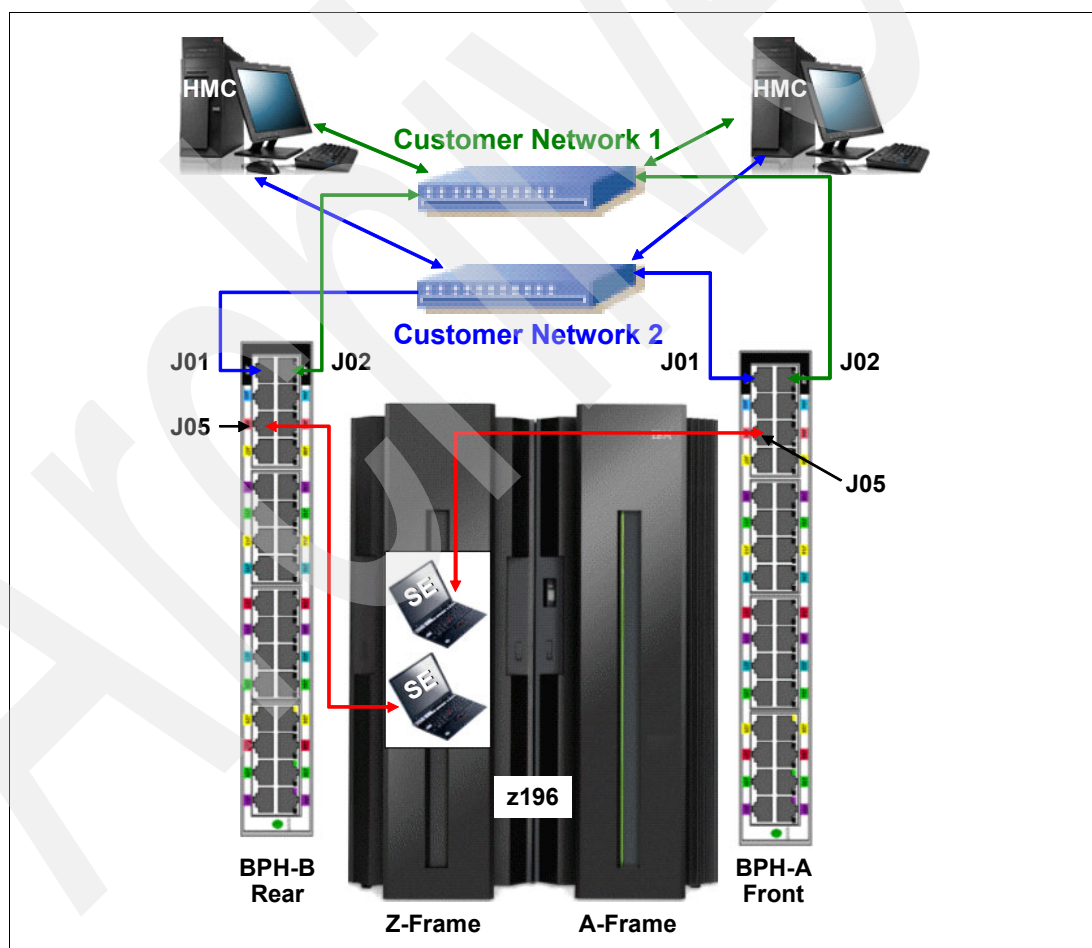 HMC
HMC
Customer Network 1
Customer Network 2
J01
J02
J01
J02
J05
J05
SE
SE
z196
BPH-B
Rear
BPH-A
Front
Z-Frame
A-Frame